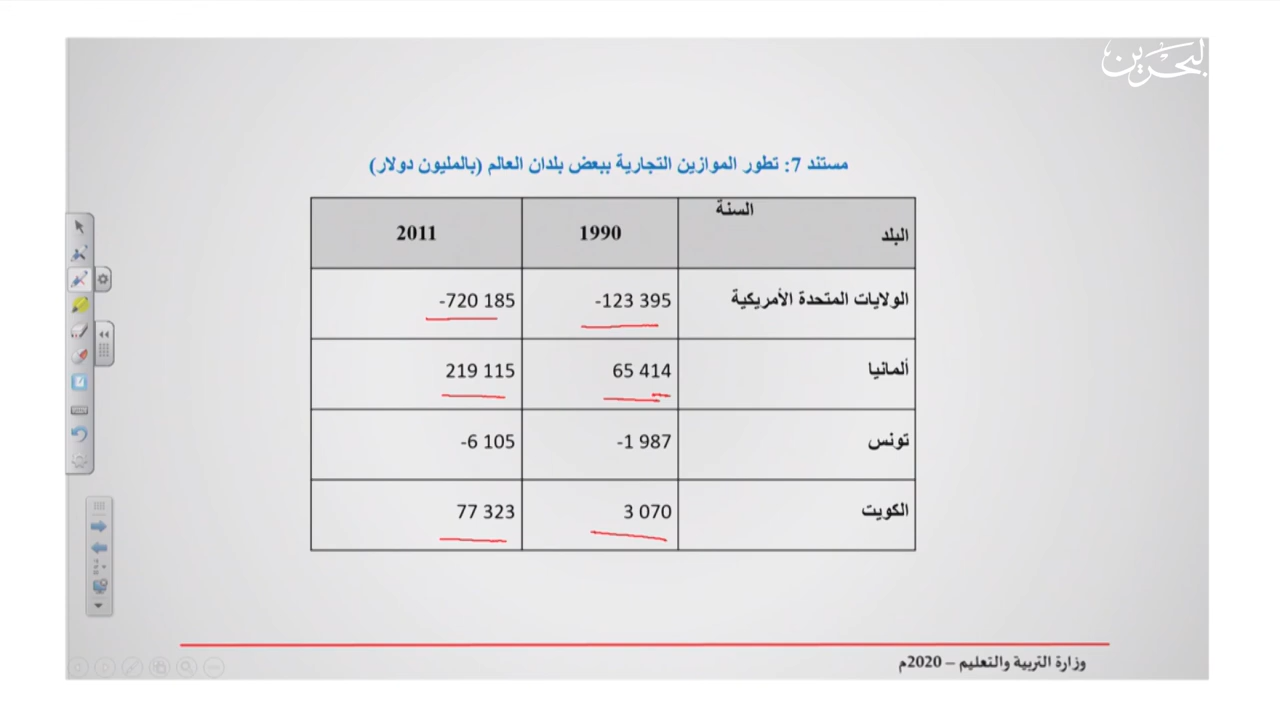 البحرين
مستند 7: تطور الموازين التجارية ببعض بلدان العالم (بالمليون دولار)
السنة
البلد 1990 2011
الولايات المتحدة الأمريكية -123 395 -720 185
ألمانيا 65 414 219 115
تونس -1 987 -6 105
الكويت 3 070 77 323
وزارة التربية والتعليم – 2020م